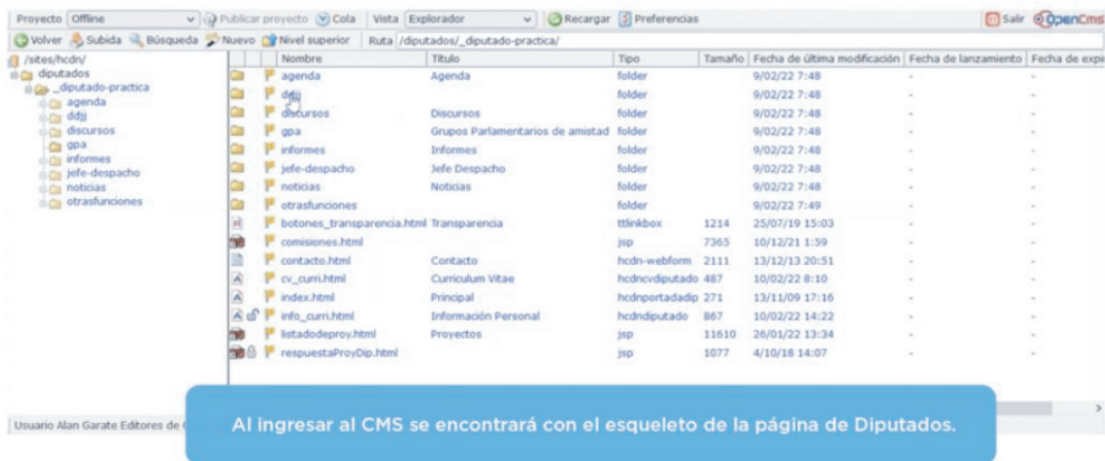 Proyecto Offline Publicar proyecto Cola Vista Explorador Recargar Preferencias Salir OpenCms
Volver Subida Búsqueda Nuevo Nivel superior Ruta /diputados/_diputado-practica/
/sites/hcdn/
diputados
_diputado-practica
agenda
ddjj
discursos
gpa
informes
jefe-despacho
noticias
otrasfunciones
Nombre Título Tipo Tamaño Fecha de última modificación Fecha de lanzamiento Fecha de expi
agenda Agenda folder 9/02/22 7:48 - -
ddjj folder 9/02/22 7:48 - -
discursos Discursos folder 9/02/22 7:48 - -
gpa Grupos Parlamentarios de amistad folder 9/02/22 7:48 - -
informes Informes folder 9/02/22 7:48 - -
jefe-despacho Jefe Despacho folder 9/02/22 7:48 - -
noticias Noticias folder 9/02/22 7:48 - -
otrasfunciones folder 9/02/22 7:49 - -
botones_transparencia.html Transparencia ttlinkbox 1214 25/07/19 15:03 - -
comisiones.html jsp 7365 10/12/21 1:59 - -
contacto.html Contacto hcdn-webform 2111 13/12/13 20:51 - -
cv_curri.html Curriculum Vitae hcdncvdiputado 487 10/02/22 8:10 - -
index.html Principal hcdnportadadip 271 13/11/09 17:16 - -
info_curri.html Información Personal hcdndiputado 867 10/02/22 14:22 - -
listadodeproy.html Proyectos jsp 11610 26/01/22 13:34 - -
respuestaProyDip.html jsp 1077 4/10/18 14:07 - -
Usuario Alan Garate Editores de
Al ingresar al CMS se encontrará con el esqueleto de la página de Diputados.